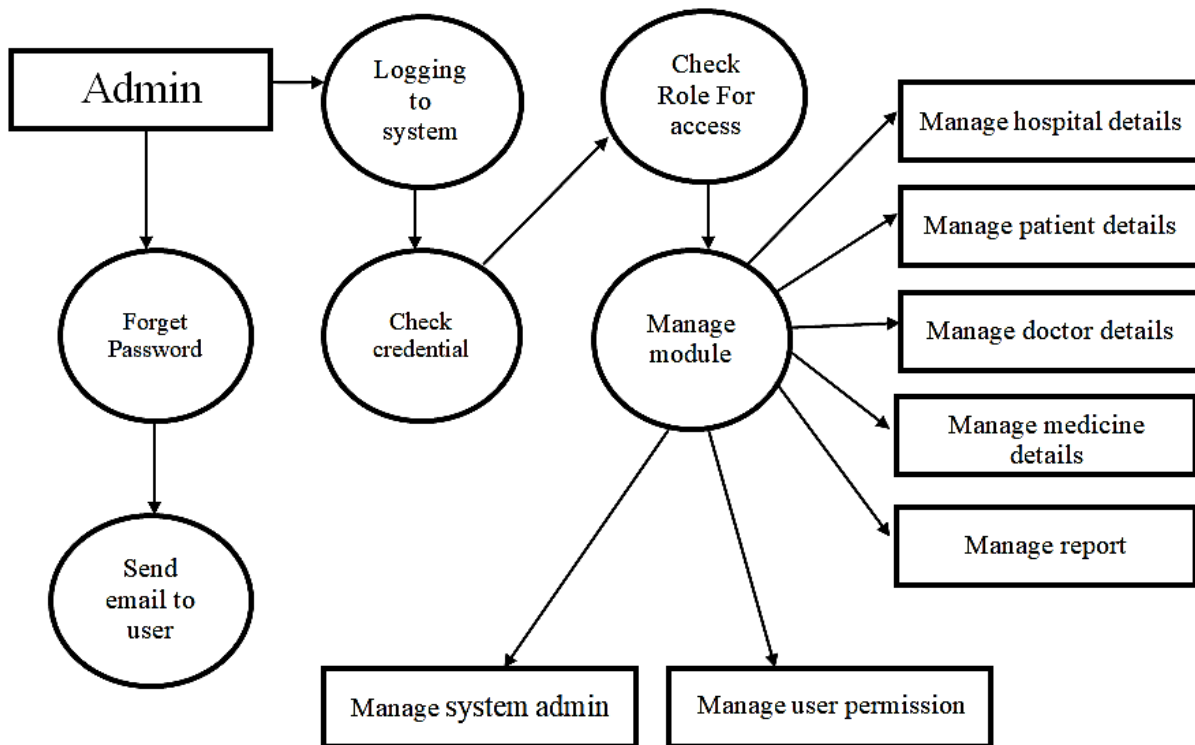 Admin
Logging
to
system
Check
Role For
access
Manage hospital details
Manage patient details
Forget
Password
Check
credential
Manage
module
Manage doctor details
Manage medicine
details
Manage report
Send
email to
user
Manage system admin
Manage user permission